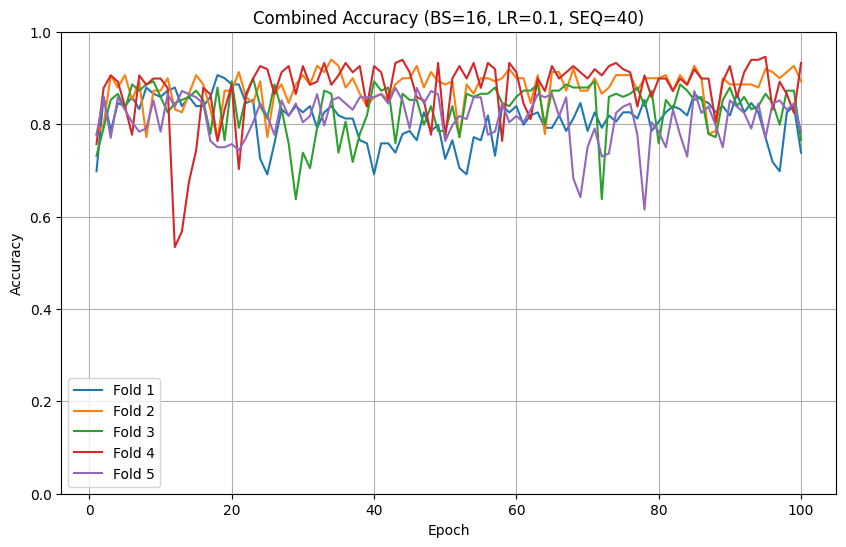 Combined Accuracy (BS=16, LR=0.1, SEQ=40)
1.0
0.8
0.6
0.4
0.2
0.0
Accuracy
Fold 1
Fold 2
Fold 3
Fold 4
Fold 5
0 20 40 60 80 100
Epoch